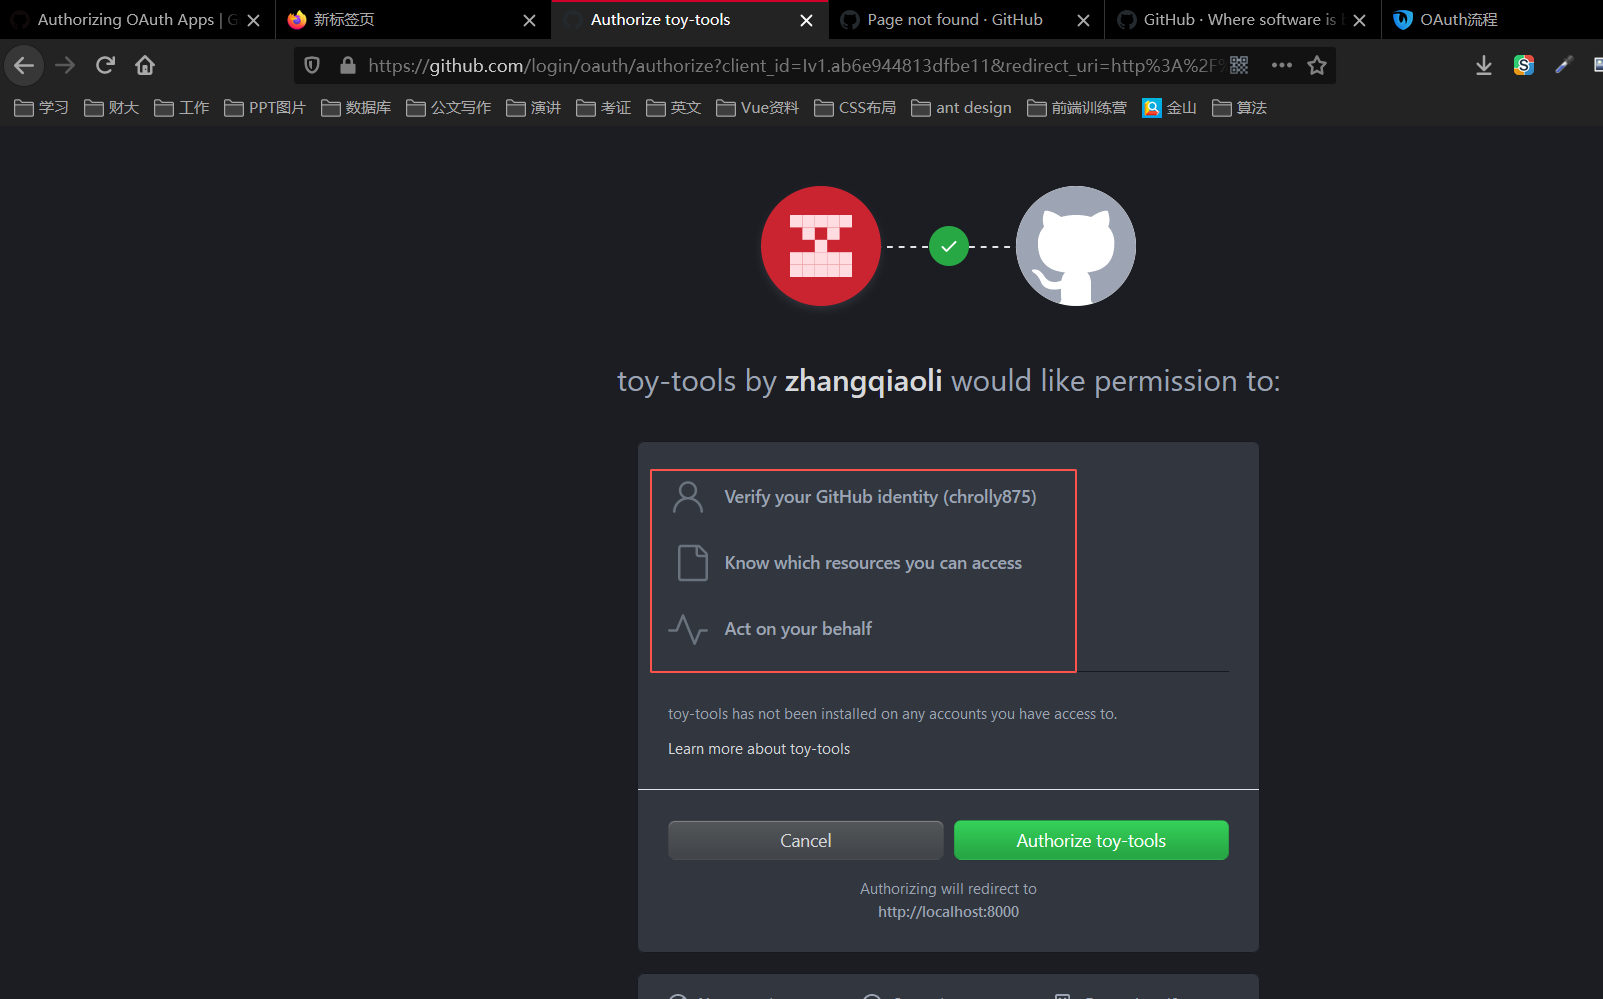 Authorizing OAuth Apps | G
新标签页
Authorize toy-tools
Page not found · GitHub
GitHub · Where software is
OAuth流程
https://github.com/login/oauth/authorize?client_id=Iv1.ab6e944813dfbe11&redirect_uri=http%3A%2F%
学习
财大
工作
PPT图片
数据库
公文写作
演讲
考证
英文
Vue资料
CSS布局
ant design
前端训练营
金山
算法
toy-tools by zhangqiaoli would like permission to:
Verify your GitHub identity (chrolly875)
Know which resources you can access
Act on your behalf
toy-tools has not been installed on any accounts you have access to.
Learn more about toy-tools
Cancel
Authorize toy-tools
Authorizing will redirect to
http://localhost:8000